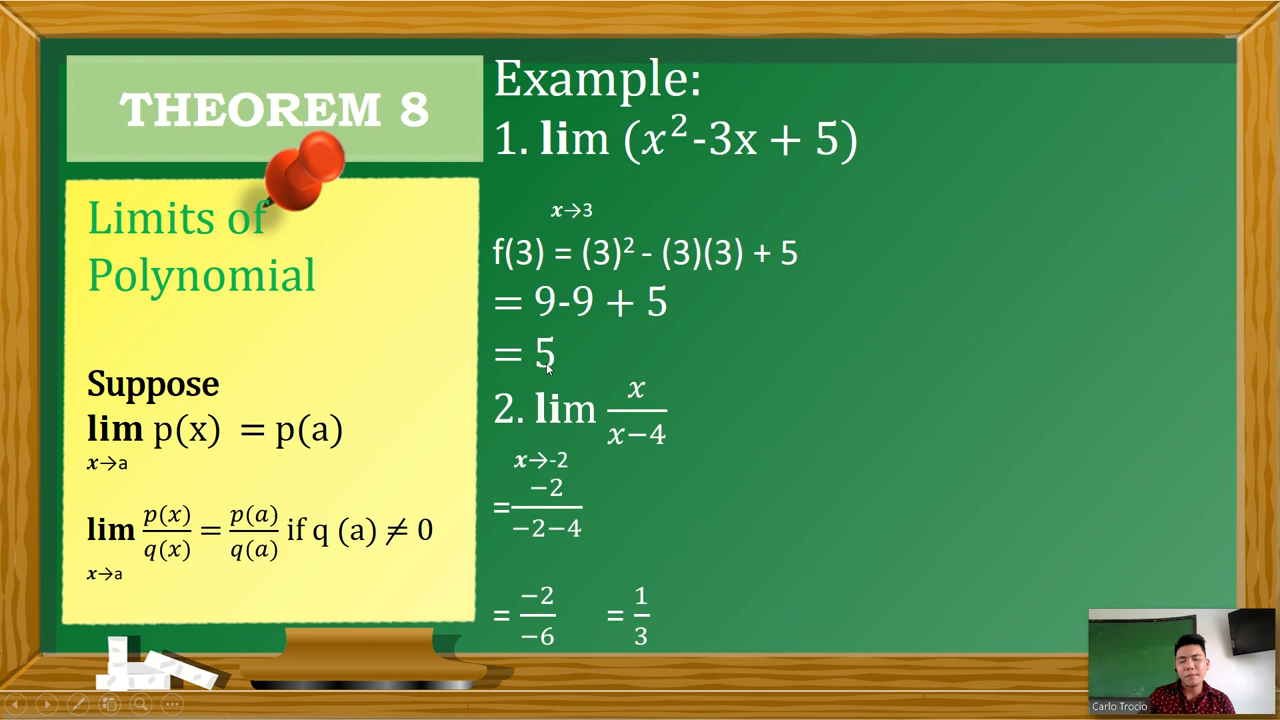 THEOREM 8
Limits of
Polynomial
Suppose
lim p(x) = p(a)
x→a
lim p(x)/q(x) = p(a)/q(a) if q (a) ≠ 0
x→a
Example:
1. lim (x²-3x + 5)
x→3
f(3) = (3)² - (3)(3) + 5
= 9-9 + 5
= 5
2. lim x/(x−4)
x→-2
= −2/(−2−4)
= −2/−6 = 1/3
Carlo Trocio